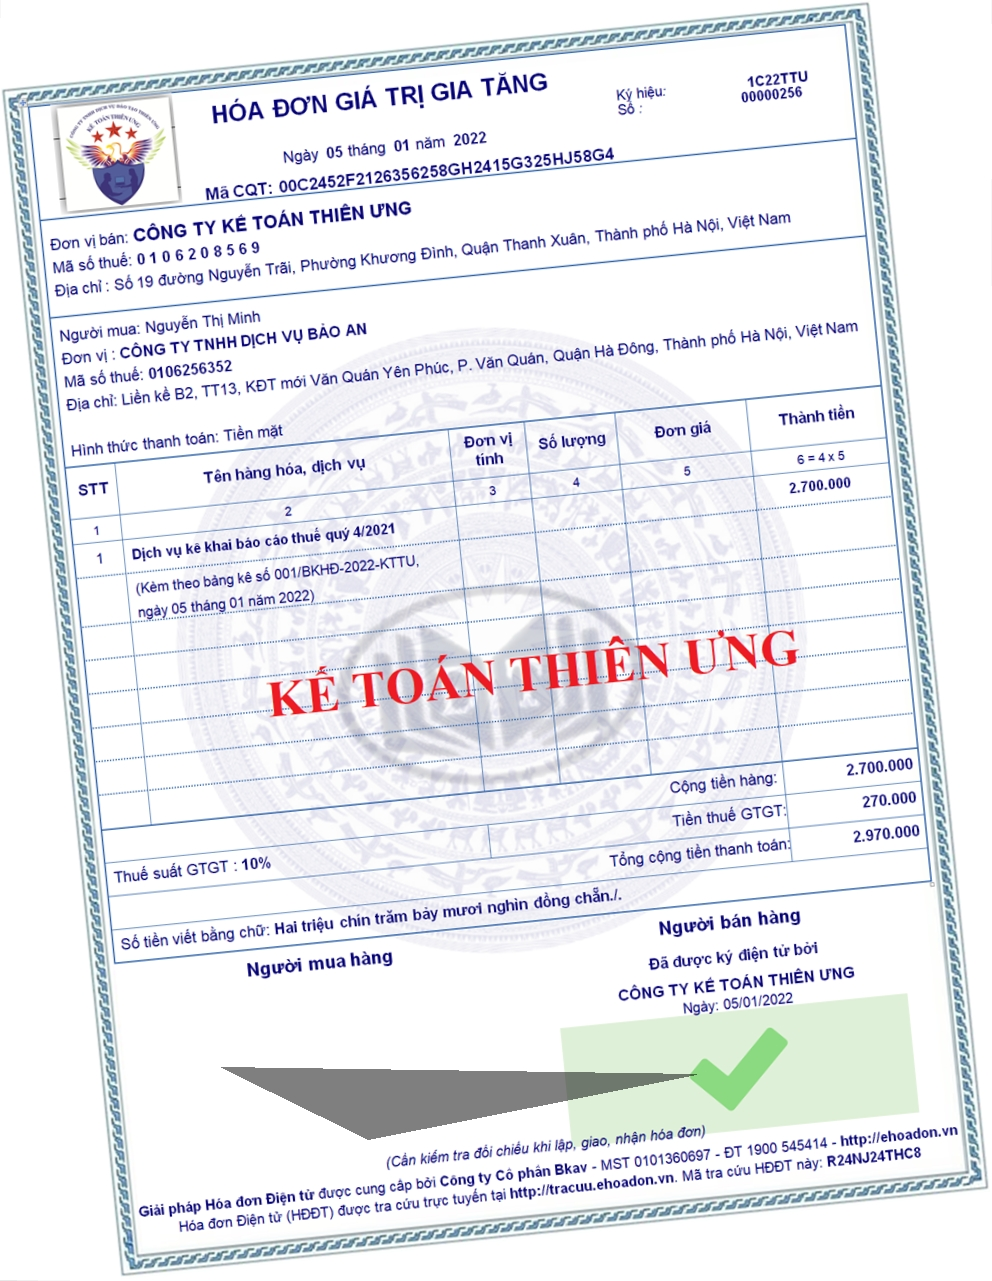 CÔNG TY TNHH DỊCH VỤ ĐÀO TẠO THIÊN ƯNG
KẾ TOÁN THIÊN ƯNG
HÓA ĐƠN GIÁ TRỊ GIA TĂNG
Ký hiệu: 1C22TTU
Số : 00000256
Ngày 05 tháng 01 năm 2022
Mã CQT: 00C2452F2126356258GH2415G325HJ58G4
Đơn vị bán: CÔNG TY KẾ TOÁN THIÊN ƯNG
Mã số thuế: 0 1 0 6 2 0 8 5 6 9
Địa chỉ : Số 19 đường Nguyễn Trãi, Phường Khương Đình, Quận Thanh Xuân, Thành phố Hà Nội, Việt Nam
Người mua: Nguyễn Thị Minh
Đơn vị : CÔNG TY TNHH DỊCH VỤ BẢO AN
Mã số thuế: 0106256352
Địa chỉ: Liền kề B2, TT13, KĐT mới Văn Quán Yên Phúc, P. Văn Quán, Quận Hà Đông, Thành phố Hà Nội, Việt Nam
Hình thức thanh toán: Tiền mặt
STT Tên hàng hóa, dịch vụ Đơn vị tính Số lượng Đơn giá Thành tiền
1 2 3 4 5 6 = 4 x 5
1 Dịch vụ kê khai báo cáo thuế quý 4/2021 2.700.000
(Kèm theo bảng kê số 001/BKHĐ-2022-KTTU,
ngày 05 tháng 01 năm 2022)
KẾ TOÁN THIÊN ƯNG
Cộng tiền hàng: 2.700.000
Thuế suất GTGT : 10% Tiền thuế GTGT: 270.000
Tổng cộng tiền thanh toán: 2.970.000
Số tiền viết bằng chữ: Hai triệu chín trăm bảy mươi nghìn đồng chẵn./.
Người mua hàng Người bán hàng
Đã được ký điện tử bởi
CÔNG TY KẾ TOÁN THIÊN ƯNG
Ngày: 05/01/2022
(Cần kiểm tra đối chiếu khi lập, giao, nhận hóa đơn)
Giải pháp Hóa đơn Điện tử được cung cấp bởi Công ty Cổ phần Bkav - MST 0101360697 - ĐT 1900 545414 - http://ehoadon.vn
Hóa đơn Điện tử (HĐĐT) được tra cứu trực tuyến tại http://tracuu.ehoadon.vn. Mã tra cứu HĐĐT này: R24NJ24THC8